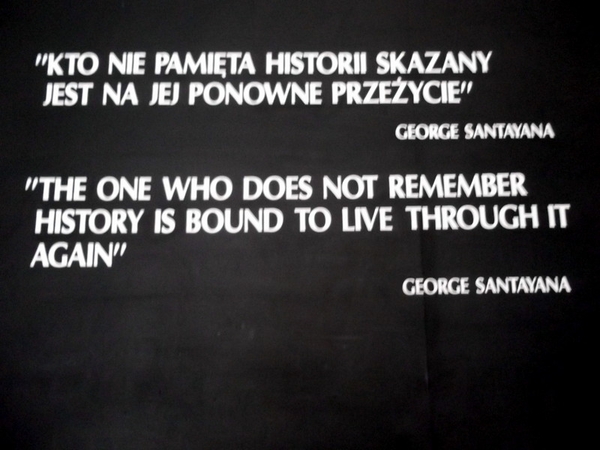 "KTO NIE PAMIĘTA HISTORII SKAZANY
JEST NA JEJ PONOWNE PRZEŻYCIE"
GEORGE SANTAYANA
"THE ONE WHO DOES NOT REMEMBER
HISTORY IS BOUND TO LIVE THROUGH IT
AGAIN"
GEORGE SANTAYANA